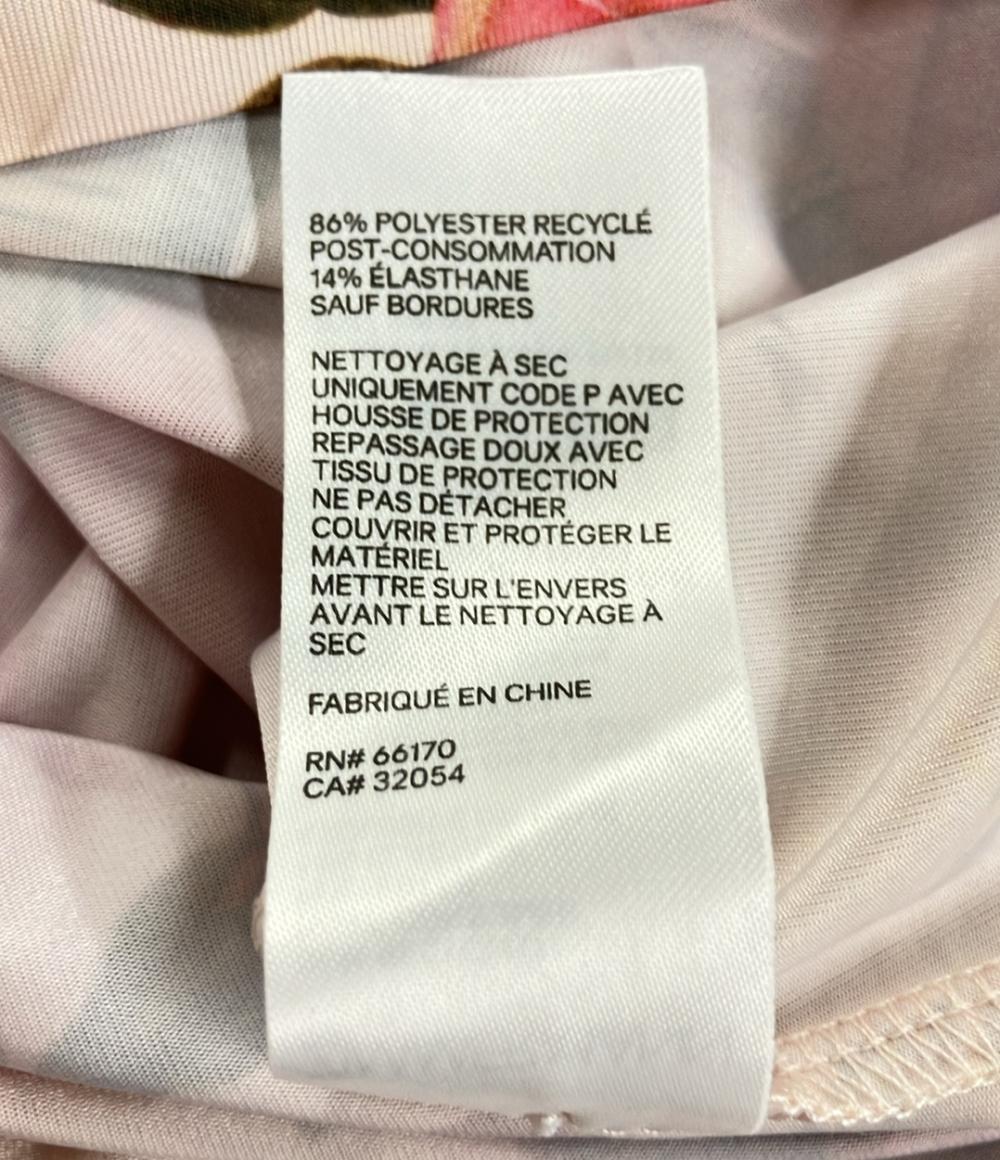 86% POLYESTER RECYCLÉ
POST-CONSOMMATION
14% ÉLASTHANE
SAUF BORDURES
NETTOYAGE À SEC
UNIQUEMENT CODE P AVEC
HOUSSE DE PROTECTION
REPASSAGE DOUX AVEC
TISSU DE PROTECTION
NE PAS DÉTACHER
COUVRIR ET PROTÉGER LE
MATÉRIEL
METTRE SUR L'ENVERS
AVANT LE NETTOYAGE À
SEC
FABRIQUÉ EN CHINE
RN# 66170
CA# 32054